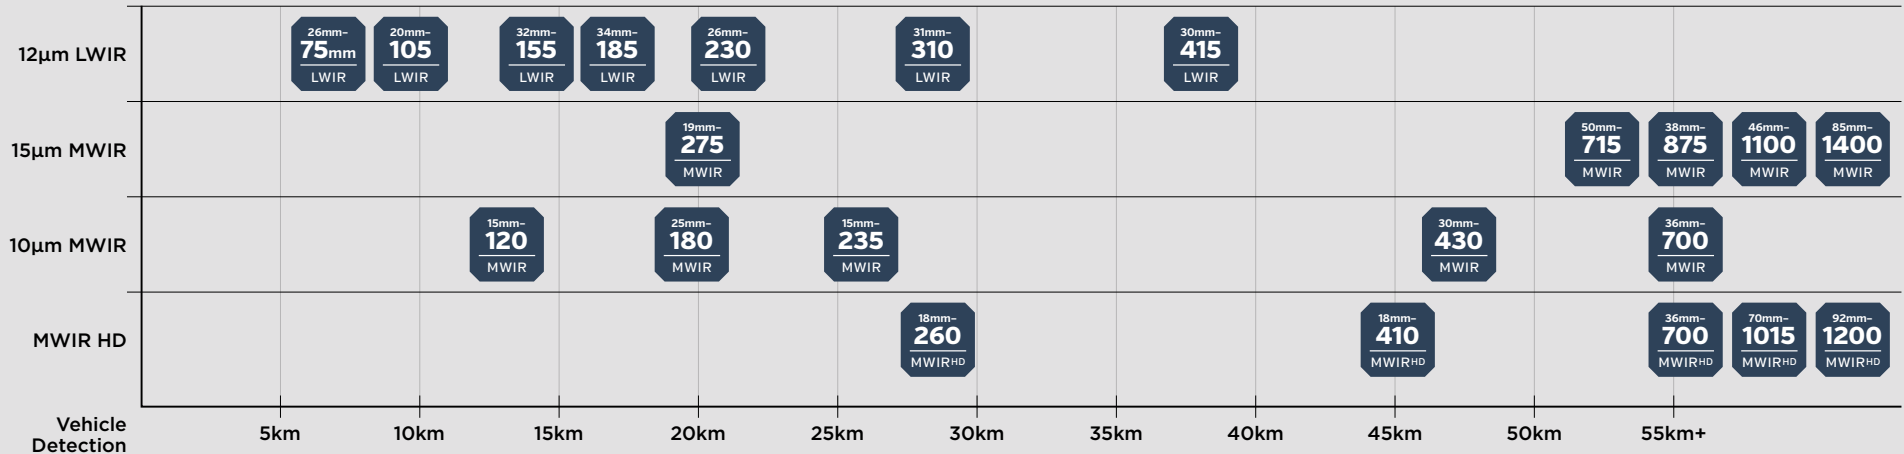 12µm LWIR
26mm–
75mm
LWIR
20mm–
105
LWIR
32mm–
155
LWIR
34mm–
185
LWIR
26mm–
230
LWIR
31mm–
310
LWIR
30mm–
415
LWIR
15µm MWIR
19mm–
275
MWIR
50mm–
715
MWIR
38mm–
875
MWIR
46mm–
1100
MWIR
85mm–
1400
MWIR
10µm MWIR
15mm–
120
MWIR
25mm–
180
MWIR
15mm–
235
MWIR
30mm–
430
MWIR
36mm–
700
MWIR
MWIR HD
18mm–
260
MWIRHD
18mm–
410
MWIRHD
36mm–
700
MWIRHD
70mm–
1015
MWIRHD
92mm–
1200
MWIRHD
Vehicle
Detection
5km 10km 15km 20km 25km 30km 35km 40km 45km 50km 55km+